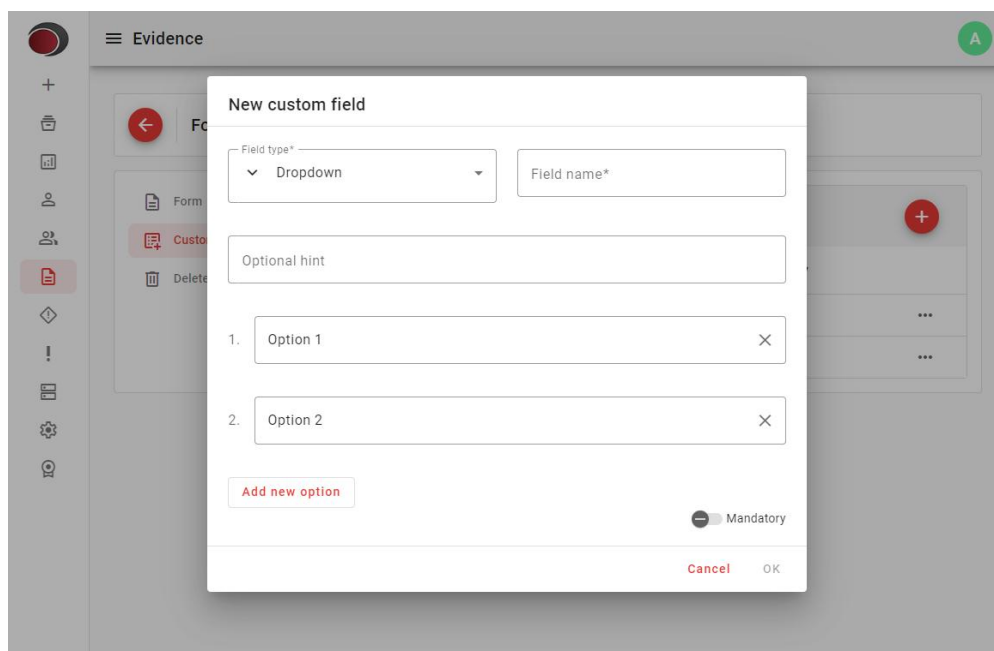 Evidence
A
New custom field
Fo
Field type*
Dropdown
Field name*
Form
Optional hint
Custo
Delete
1. Option 1
2. Option 2
Add new option
Mandatory
Cancel OK